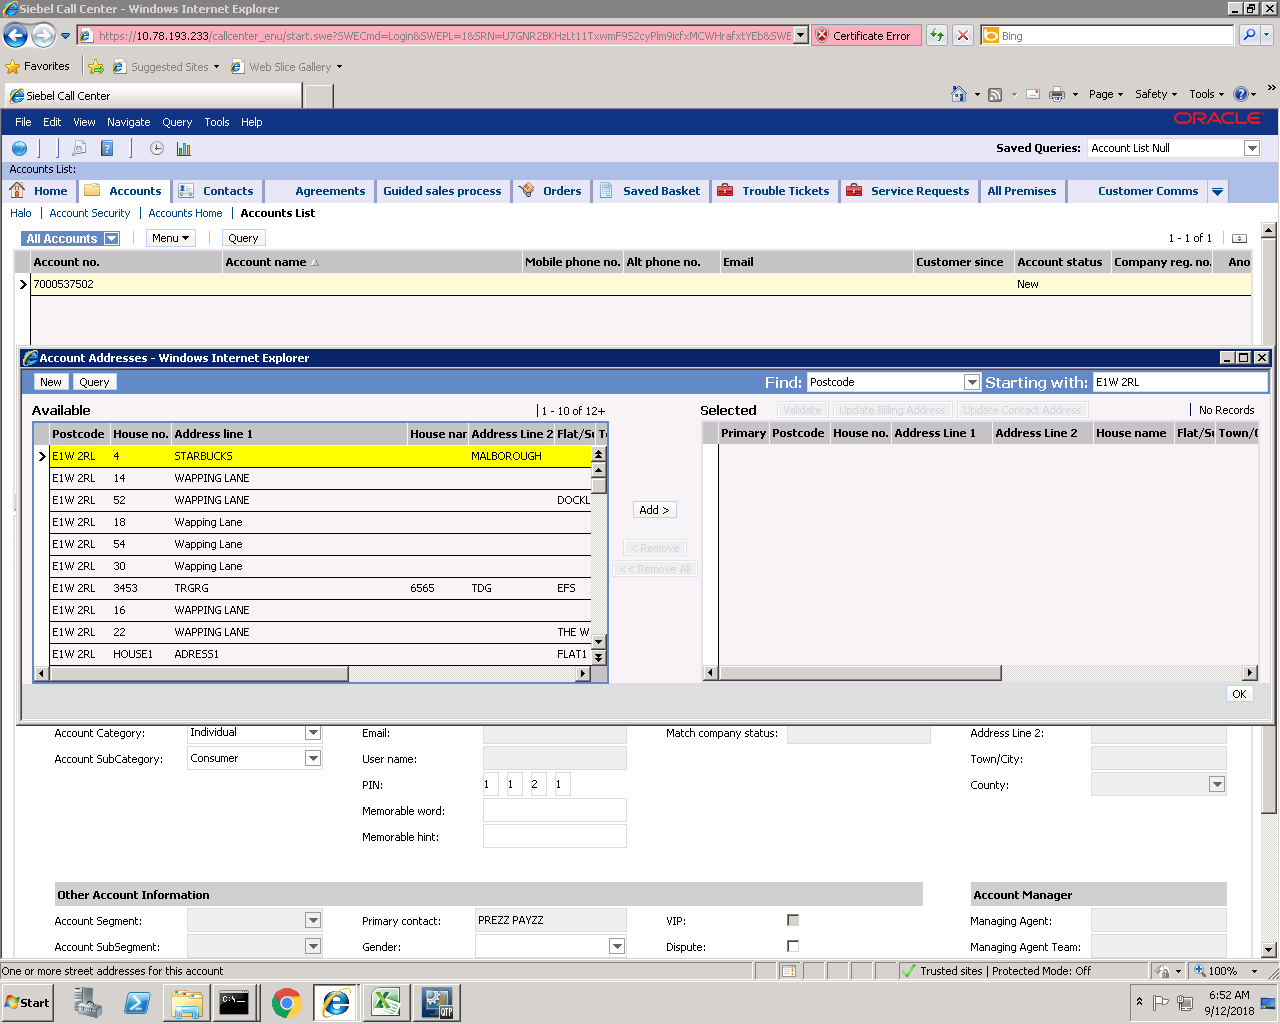 Siebel Call Center - Windows Internet Explorer
https://10.78.193.233/callcenter_enu/start.swe?SWECmd=Login&SWEPL=1&SRN=U7GNR2BKHzLt11TxwmF9S2cyPlm9icfxMCWHrafxtYEb&SWE
Certificate Error
Bing
Favorites
Suggested Sites
Web Slice Gallery
Siebel Call Center
Page
Safety
Tools
File Edit View Navigate Query Tools Help
ORACLE
Saved Queries: Account List Null
Accounts List:
Home Accounts Contacts Agreements Guided sales process Orders Saved Basket Trouble Tickets Service Requests All Premises Customer Comms
Halo | Account Security | Accounts Home | Accounts List
All Accounts Menu Query 1 - 1 of 1
Account no. Account name Mobile phone no. Alt phone no. Email Customer since Account status Company reg. no. Ano
7000537502 New
Account Addresses - Windows Internet Explorer
New Query Find: Postcode Starting with: E1W 2RL
Available 1 - 10 of 12+
Selected Validate Update Billing Address Update Contact Address No Records
Postcode House no. Address line 1 House nar Address Line 2 Flat/Su T
Primary Postcode House no. Address Line 1 Address Line 2 House name Flat/Su Town/C
E1W 2RL 4 STARBUCKS MALBOROUGH
E1W 2RL 14 WAPPING LANE
E1W 2RL 52 WAPPING LANE DOCKL
E1W 2RL 18 Wapping Lane
E1W 2RL 54 Wapping Lane
E1W 2RL 30 Wapping Lane
E1W 2RL 3453 TRGRG 6565 TDG EFS
E1W 2RL 16 WAPPING LANE
E1W 2RL 22 WAPPING LANE THE W
E1W 2RL HOUSE1 ADRESS1 FLAT1
Add >
< Remove
<< Remove All
OK
Account Category: Individual Email: Match company status: Address Line 2:
Account SubCategory: Consumer User name: Town/City:
PIN: 1 1 2 1 County:
Memorable word:
Memorable hint:
Other Account Information Account Manager
Account Segment: Primary contact: PREZZ PAYZZ VIP: Managing Agent:
Account SubSegment: Gender: Dispute: Managing Agent Team:
One or more street addresses for this account Trusted sites | Protected Mode: Off 100%
Start
C:\
QTP
6:52 AM
9/12/2018